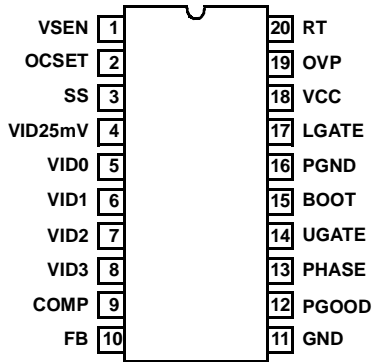 VSEN 1 20 RT
OCSET 2 19 OVP
SS 3 18 VCC
VID25mV 4 17 LGATE
VID0 5 16 PGND
VID1 6 15 BOOT
VID2 7 14 UGATE
VID3 8 13 PHASE
COMP 9 12 PGOOD
FB 10 11 GND